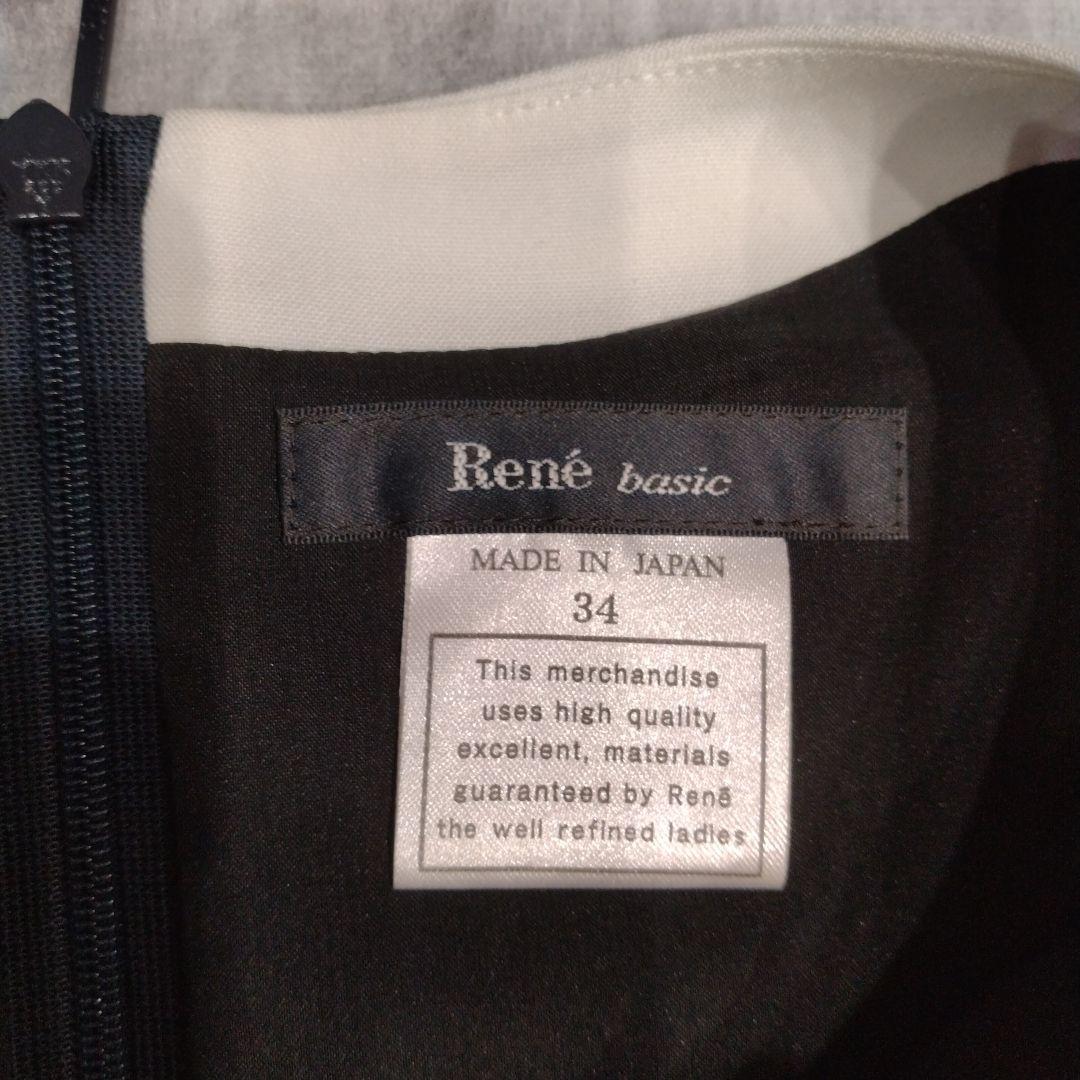 René basic
MADE IN JAPAN
34
This merchandise
uses high quality
excellent, materials
guaranteed by René
the well refined ladies